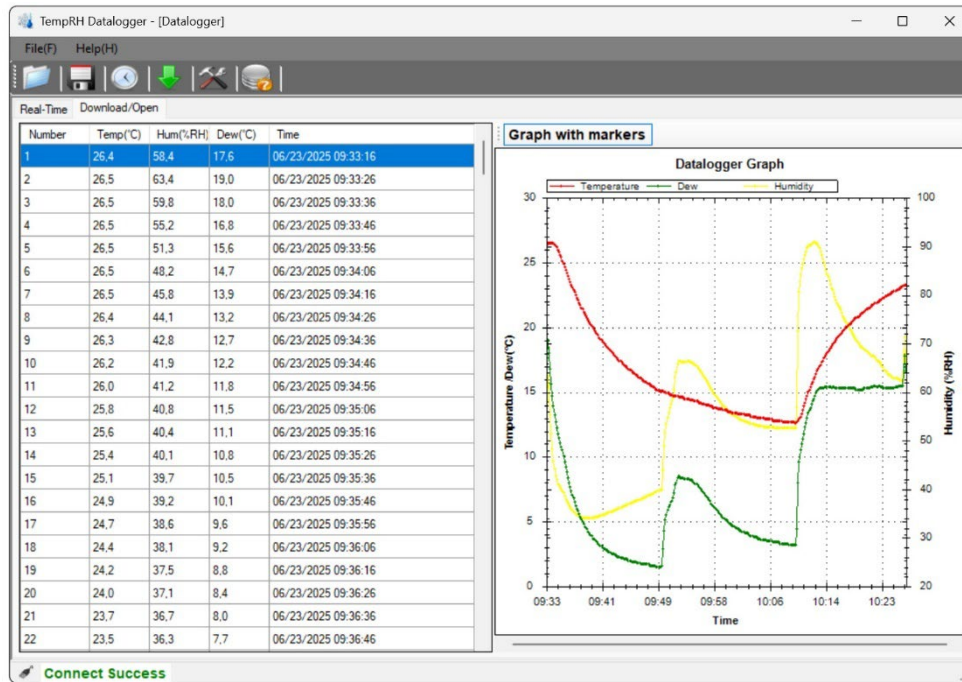 TempRH Datalogger - [Datalogger]
File(F) Help(H)
Real-Time Download/Open
Number Temp(°C) Hum(%RH) Dew(°C) Time
1 26,4 58,4 17,6 06/23/2025 09:33:16
2 26,5 63,4 19,0 06/23/2025 09:33:26
3 26,5 59,8 18,0 06/23/2025 09:33:36
4 26,5 55,2 16,8 06/23/2025 09:33:46
5 26,5 51,3 15,6 06/23/2025 09:33:56
6 26,5 48,2 14,7 06/23/2025 09:34:06
7 26,5 45,8 13,9 06/23/2025 09:34:16
8 26,4 44,1 13,2 06/23/2025 09:34:26
9 26,3 42,8 12,7 06/23/2025 09:34:36
10 26,2 41,9 12,2 06/23/2025 09:34:46
11 26,0 41,2 11,8 06/23/2025 09:34:56
12 25,8 40,8 11,5 06/23/2025 09:35:06
13 25,6 40,4 11,1 06/23/2025 09:35:16
14 25,4 40,1 10,8 06/23/2025 09:35:26
15 25,1 39,7 10,5 06/23/2025 09:35:36
16 24,9 39,2 10,1 06/23/2025 09:35:46
17 24,7 38,6 9,6 06/23/2025 09:35:56
18 24,4 38,1 9,2 06/23/2025 09:36:06
19 24,2 37,5 8,8 06/23/2025 09:36:16
20 24,0 37,1 8,4 06/23/2025 09:36:26
21 23,7 36,7 8,0 06/23/2025 09:36:36
22 23,5 36,3 7,7 06/23/2025 09:36:46
Graph with markers
Datalogger Graph
Temperature Dew Humidity
Temperature /Dew(°C)
30
25
20
15
10
5
0
100
90
80
70
60
50
40
30
20
Humidity (%RH)
09:33 09:41 09:49 09:58 10:06 10:14 10:23
Time
Connect Success